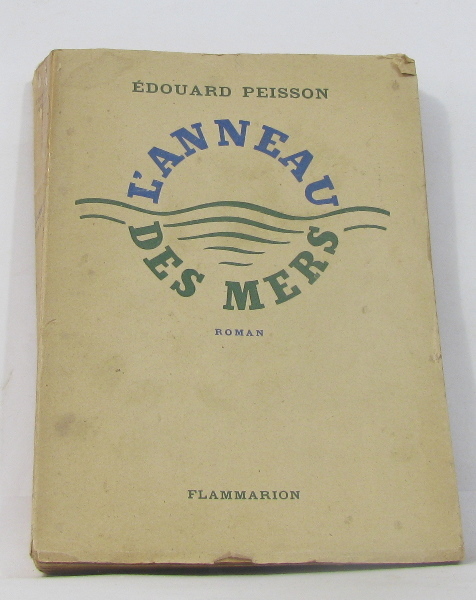 ÉDOUARD PEISSON
L'ANNEAU
DES MERS
ROMAN
FLAMMARION